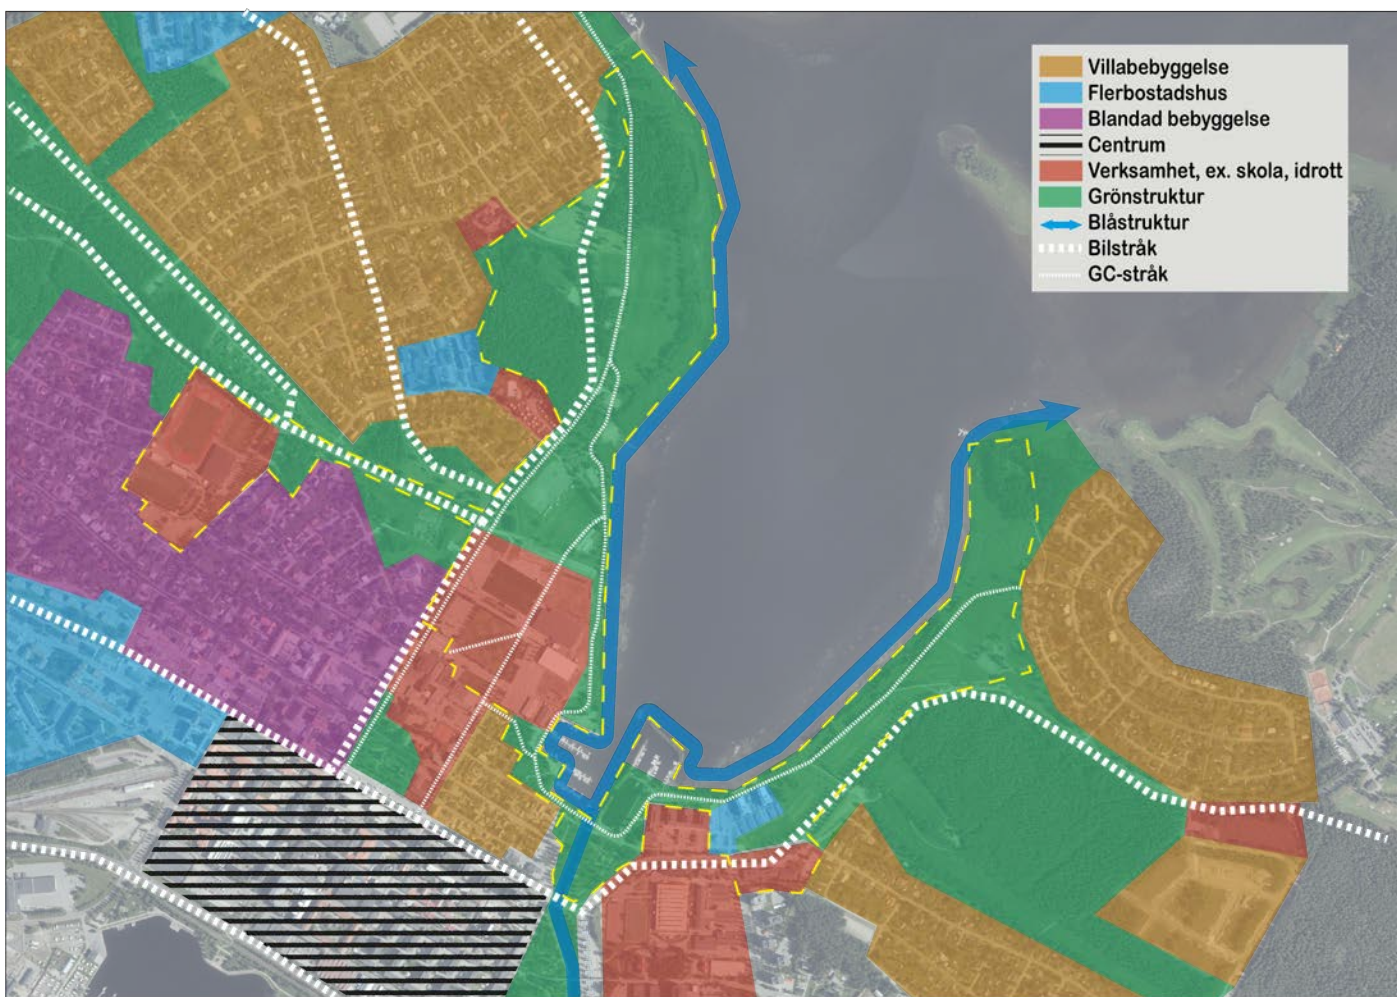 Villabebyggelse
Flerbostadshus
Blandad bebyggelse
Centrum
Verksamhet, ex. skola, idrott
Grönstruktur
Blåstruktur
Bilstråk
GC-stråk